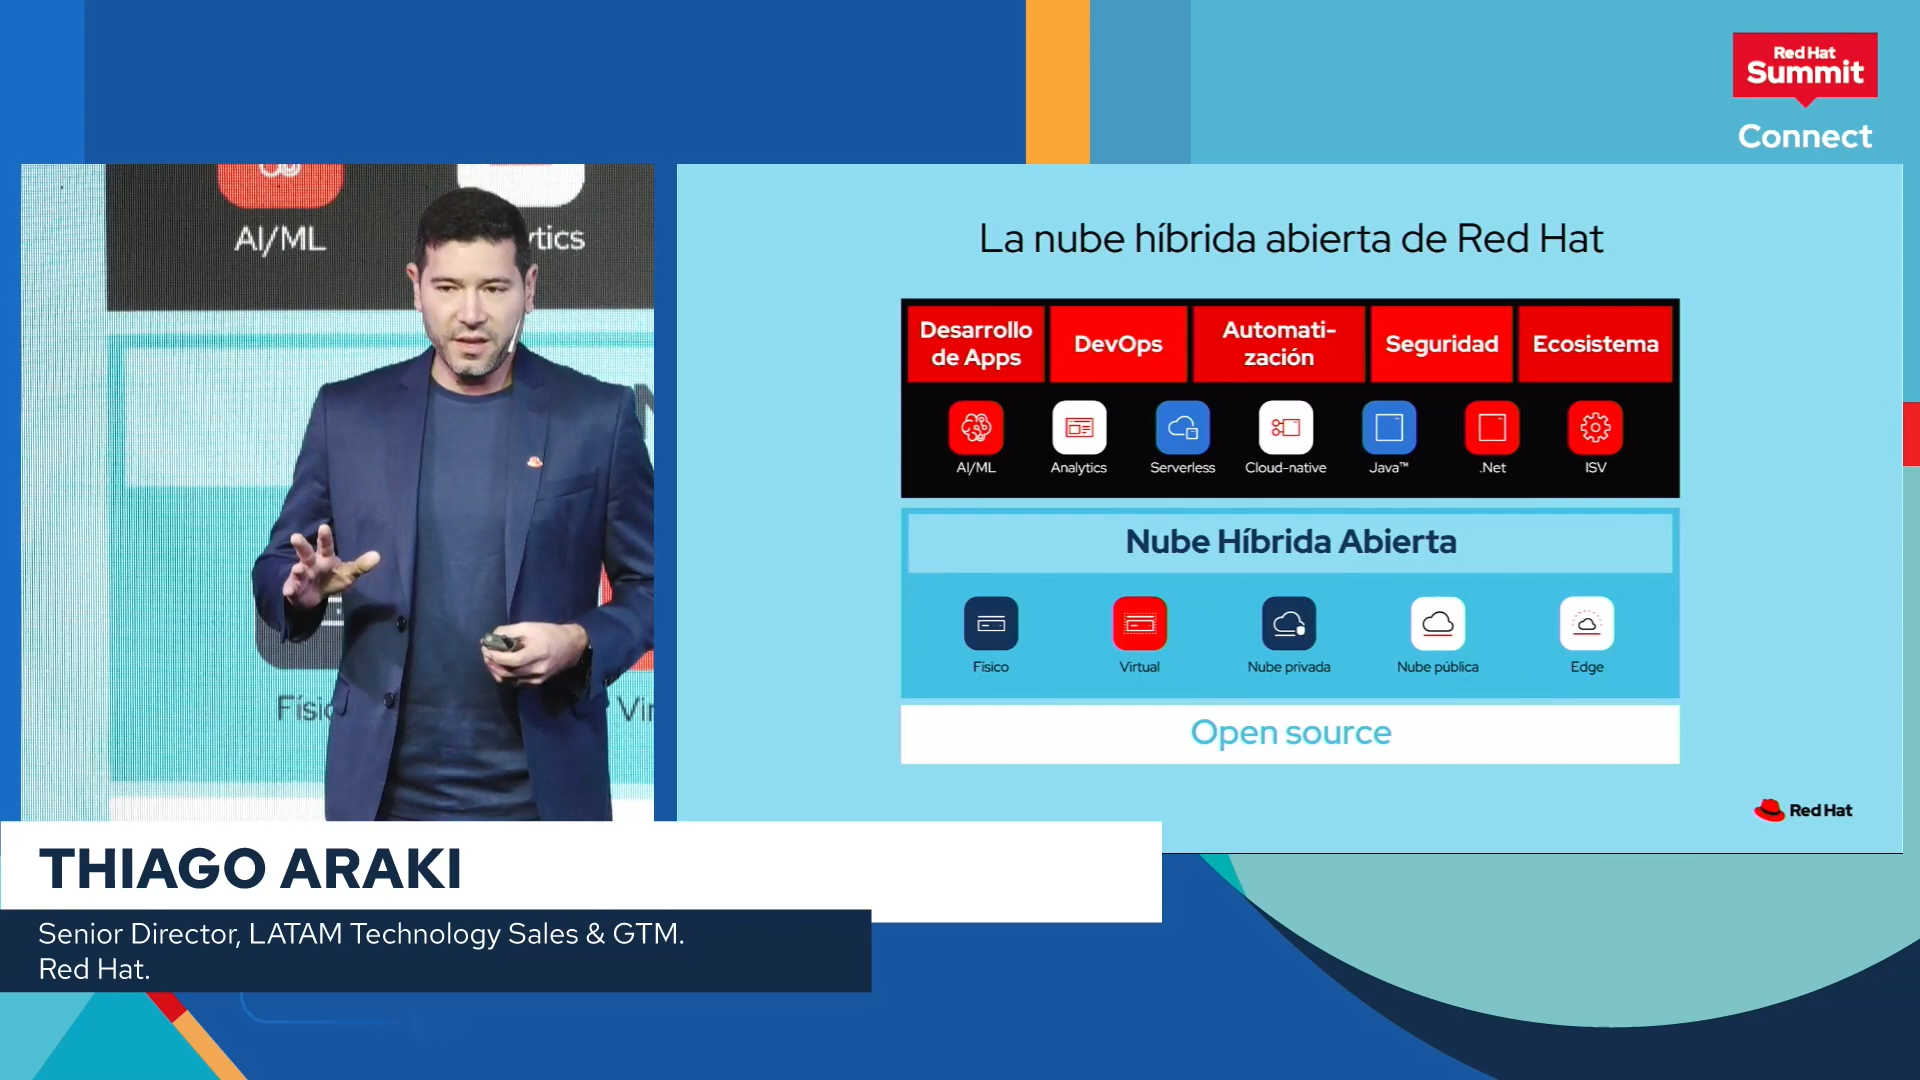 Red Hat
Summit
Connect
AI/ML
ytics
Físic
Vir
La nube híbrida abierta de Red Hat
Desarrollo
de Apps
DevOps
Automati-
zación
Seguridad
Ecosistema
AI/ML
Analytics
Serverless
Cloud-native
Java™
.Net
ISV
Nube Híbrida Abierta
Físico
Virtual
Nube privada
Nube pública
Edge
Open source
Red Hat
THIAGO ARAKI
Senior Director, LATAM Technology Sales & GTM.
Red Hat.